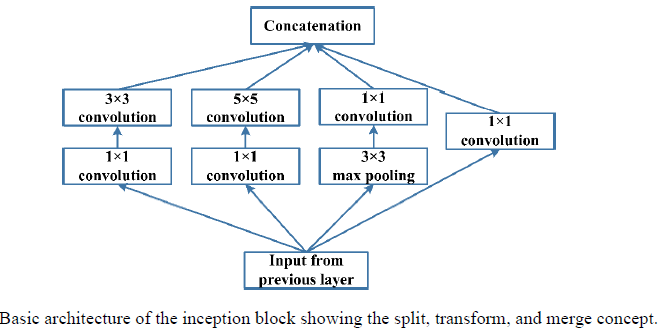 Concatenation
3×3
convolution
5×5
convolution
1×1
convolution
1×1
convolution
1×1
convolution
1×1
convolution
3×3
max pooling
Input from
previous layer
Basic architecture of the inception block showing the split, transform, and merge concept.